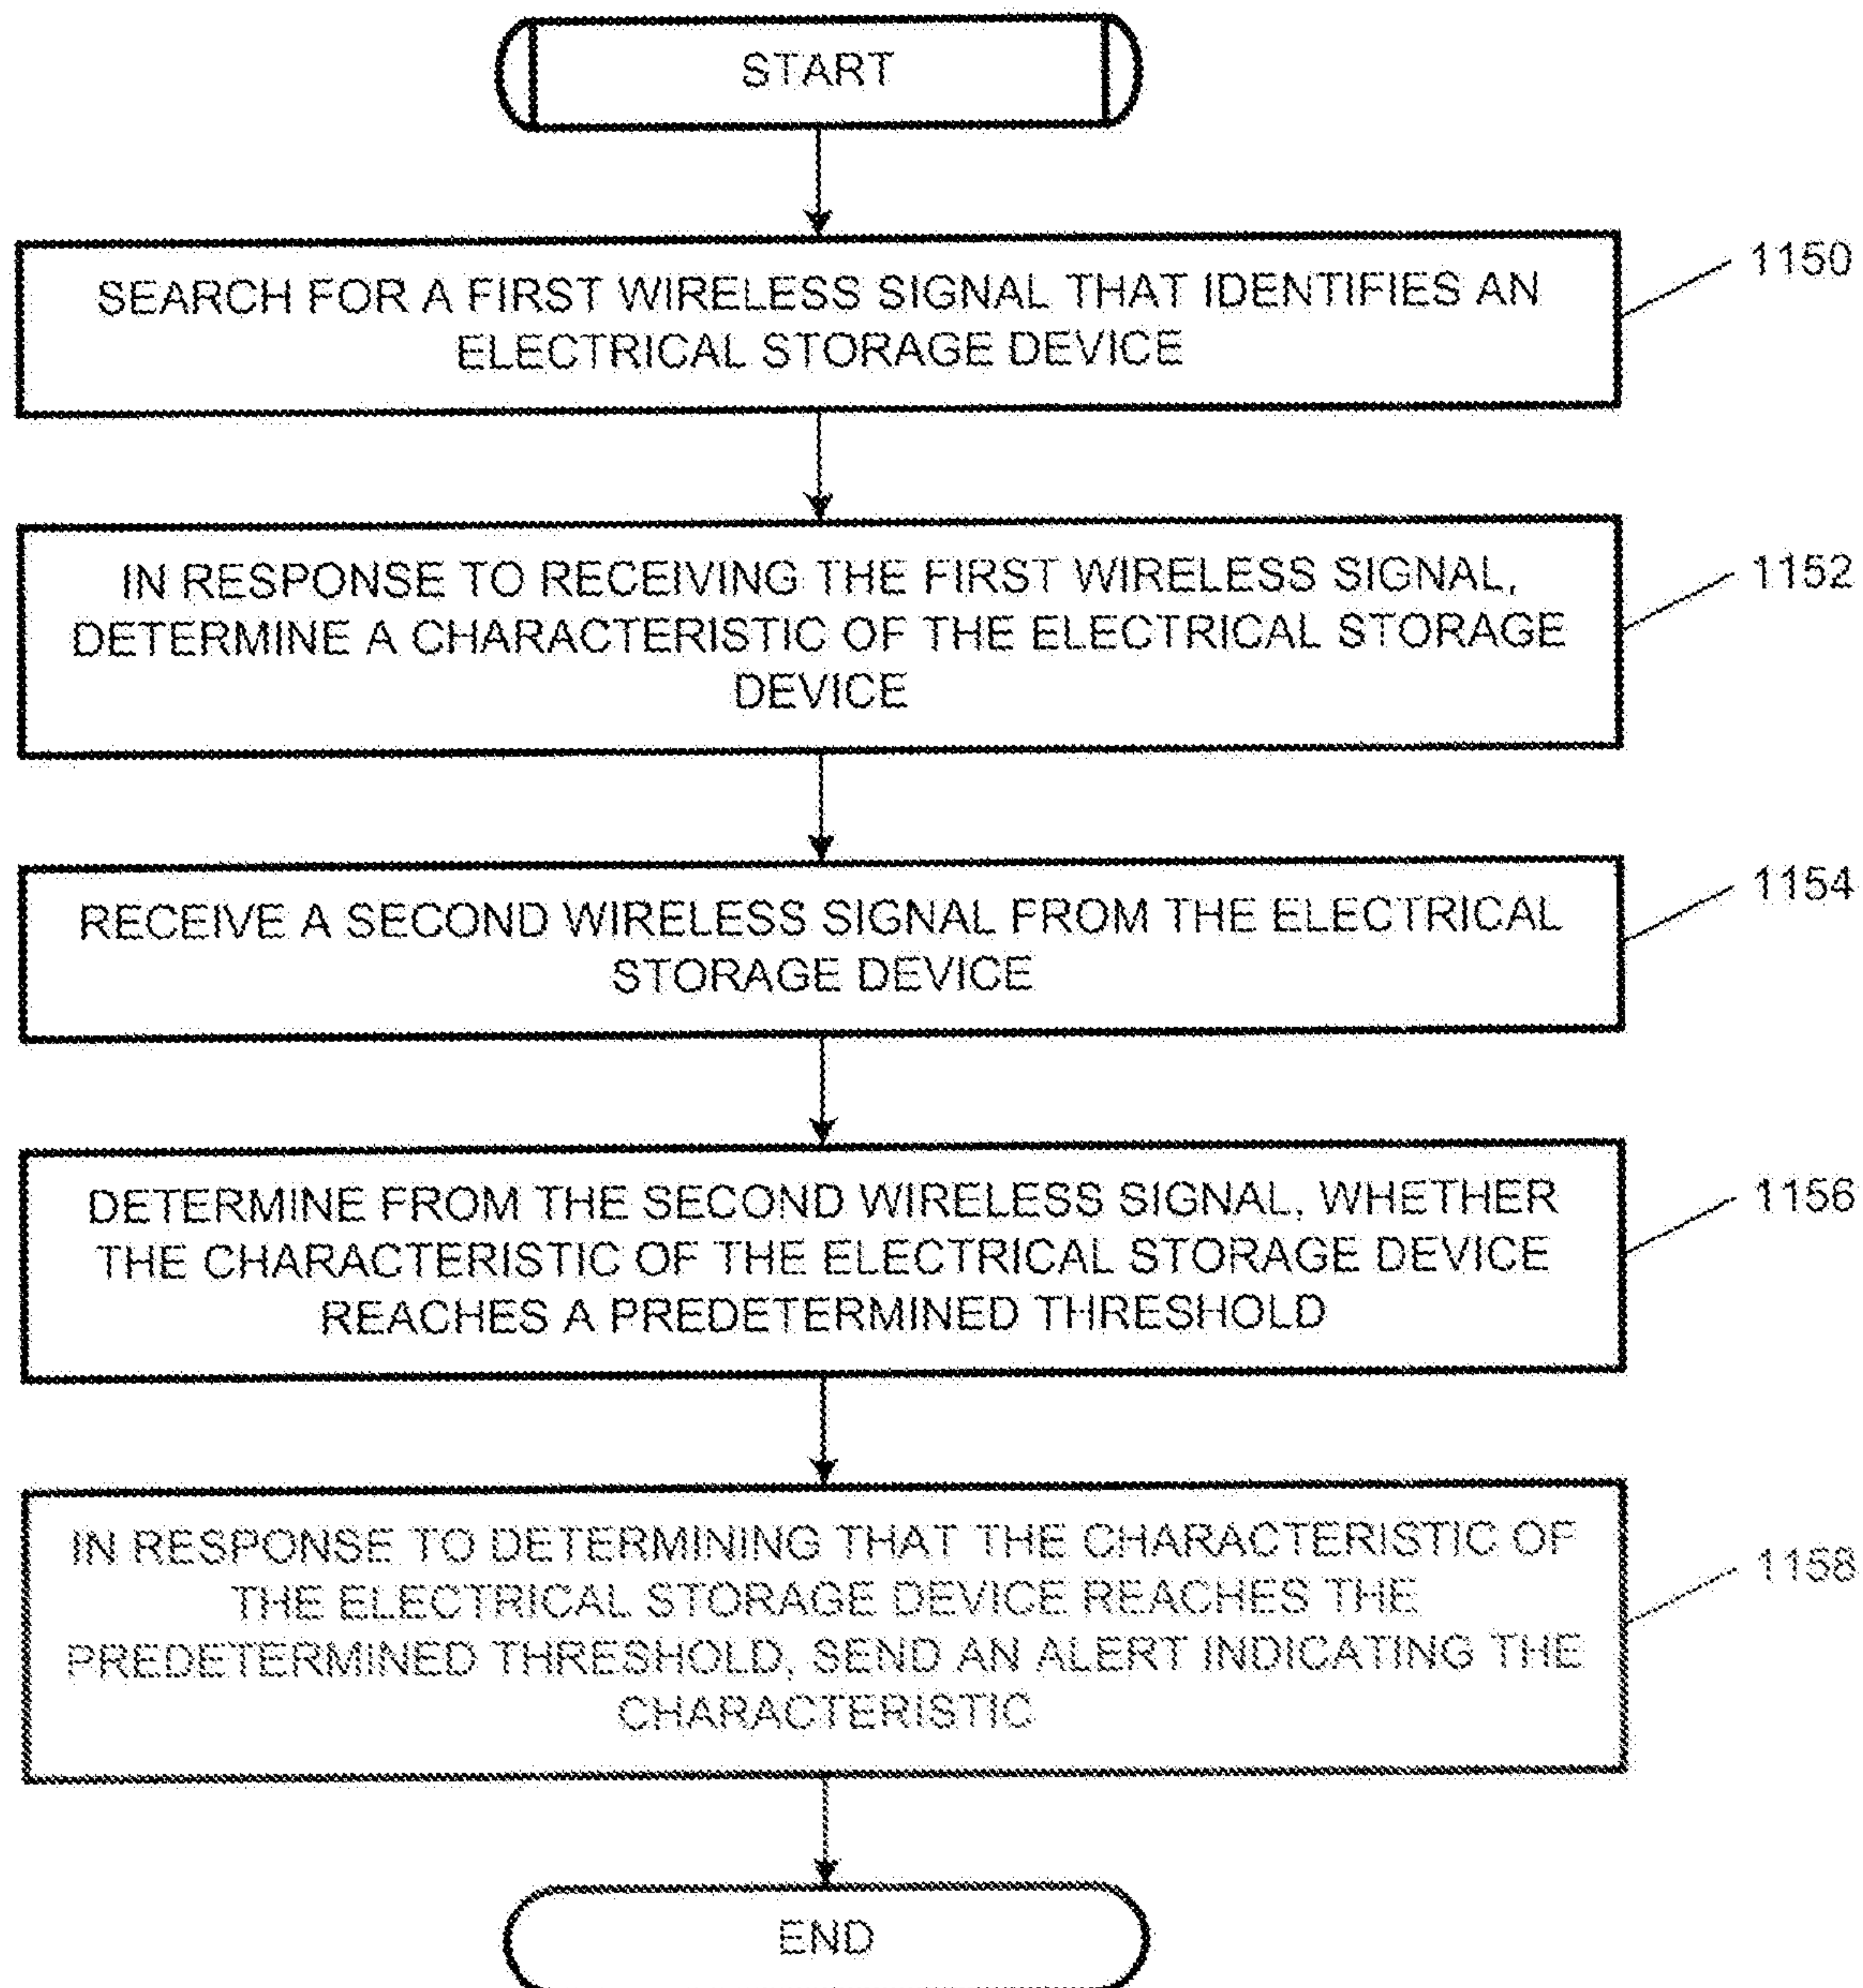 START
SEARCH FOR A FIRST WIRELESS SIGNAL THAT IDENTIFIES AN
ELECTRICAL STORAGE DEVICE
1150
IN RESPONSE TO RECEIVING THE FIRST WIRELESS SIGNAL,
DETERMINE A CHARACTERISTIC OF THE ELECTRICAL STORAGE
DEVICE
1152
RECEIVE A SECOND WIRELESS SIGNAL FROM THE ELECTRICAL
STORAGE DEVICE
1154
DETERMINE FROM THE SECOND WIRELESS SIGNAL, WHETHER
THE CHARACTERISTIC OF THE ELECTRICAL STORAGE DEVICE
REACHES A PREDETERMINED THRESHOLD
1156
IN RESPONSE TO DETERMINING THAT THE CHARACTERISTIC OF
THE ELECTRICAL STORAGE DEVICE REACHES THE
PREDETERMINED THRESHOLD, SEND AN ALERT INDICATING THE
CHARACTERISTIC
1158
END